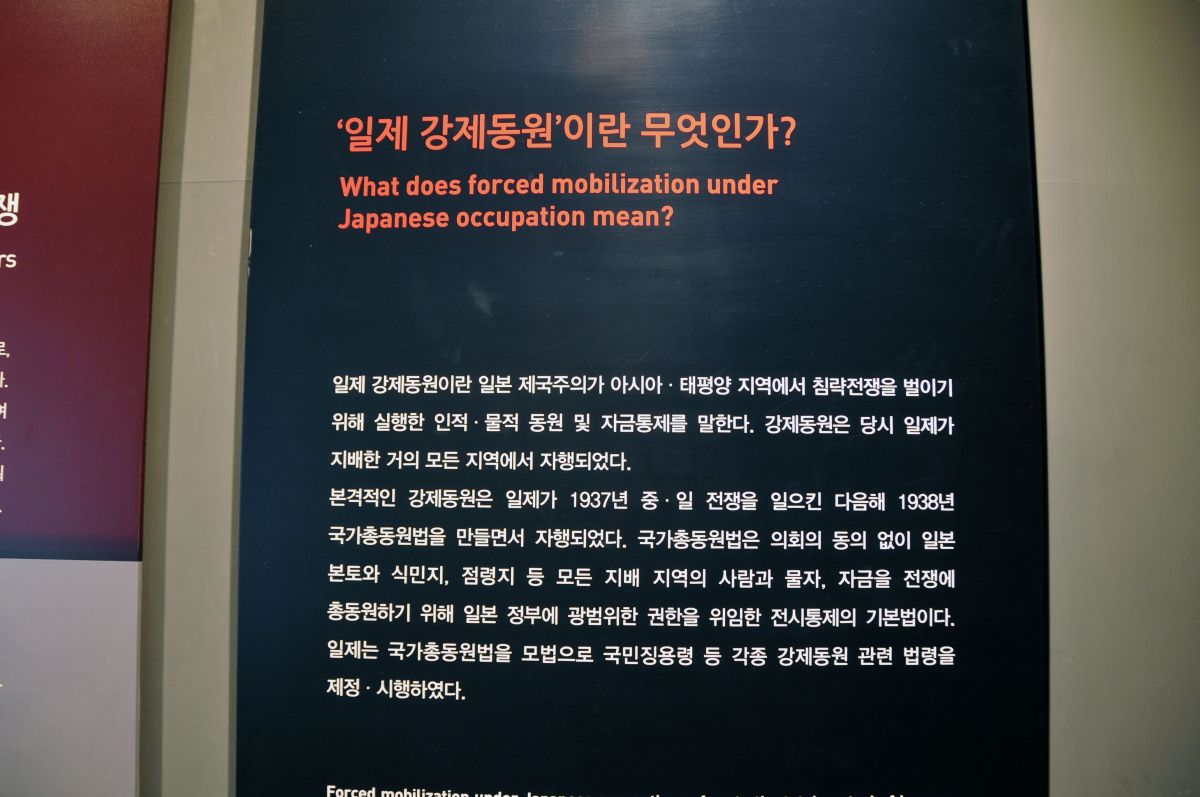 쟁
rs
로,
다.
며
‘일제 강제동원’이란 무엇인가?
What does forced mobilization under
Japanese occupation mean?
일제 강제동원이란 일본 제국주의가 아시아 · 태평양 지역에서 침략전쟁을 벌이기
위해 실행한 인적 · 물적 동원 및 자금통제를 말한다. 강제동원은 당시 일제가
지배한 거의 모든 지역에서 자행되었다.
본격적인 강제동원은 일제가 1937년 중 · 일 전쟁을 일으킨 다음해 1938년
국가총동원법을 만들면서 자행되었다. 국가총동원법은 의회의 동의 없이 일본
본토와 식민지, 점령지 등 모든 지배 지역의 사람과 물자, 자금을 전쟁에
총동원하기 위해 일본 정부에 광범위한 권한을 위임한 전시통제의 기본법이다.
일제는 국가총동원법을 모법으로 국민징용령 등 각종 강제동원 관련 법령을
제정 · 시행하였다.
Forced mobilization under Japanese